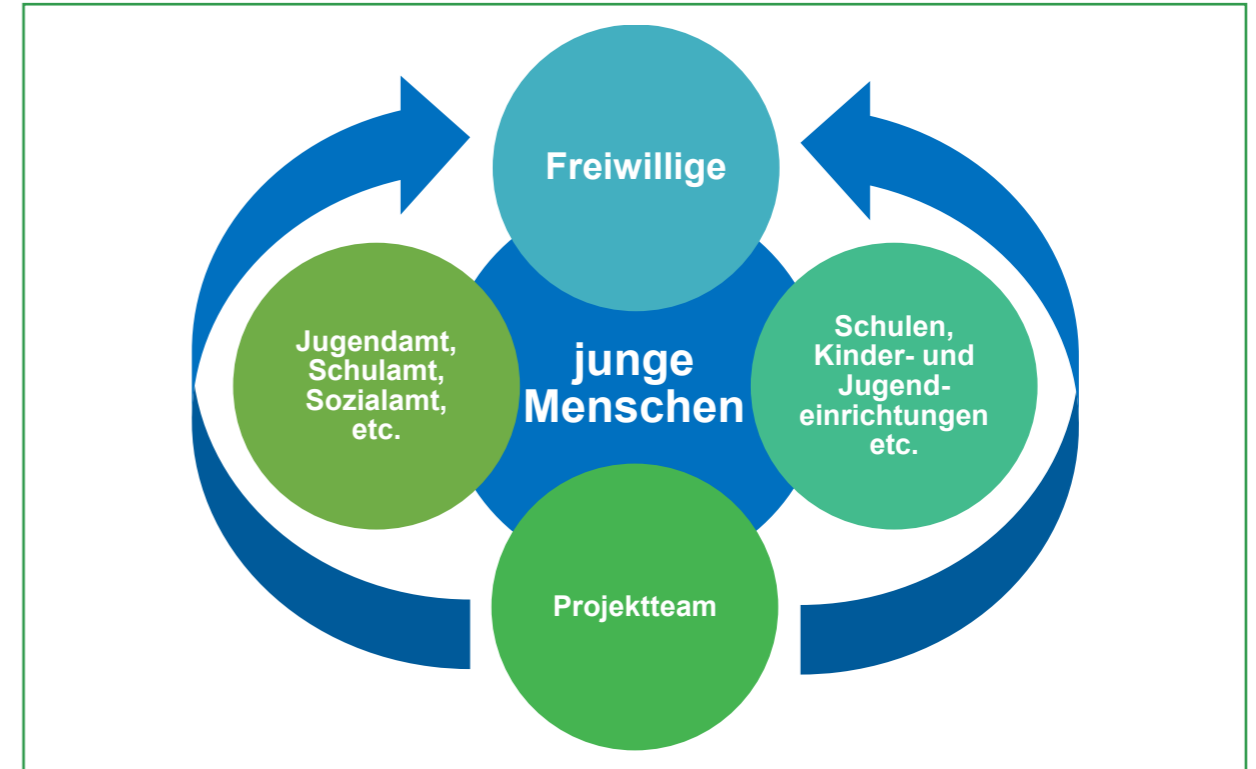 Freiwillige
Jugendamt,
Schulamt,
Sozialamt,
etc.
junge
Menschen
Schulen,
Kinder- und
Jugend-
einrichtungen
etc.
Projektteam